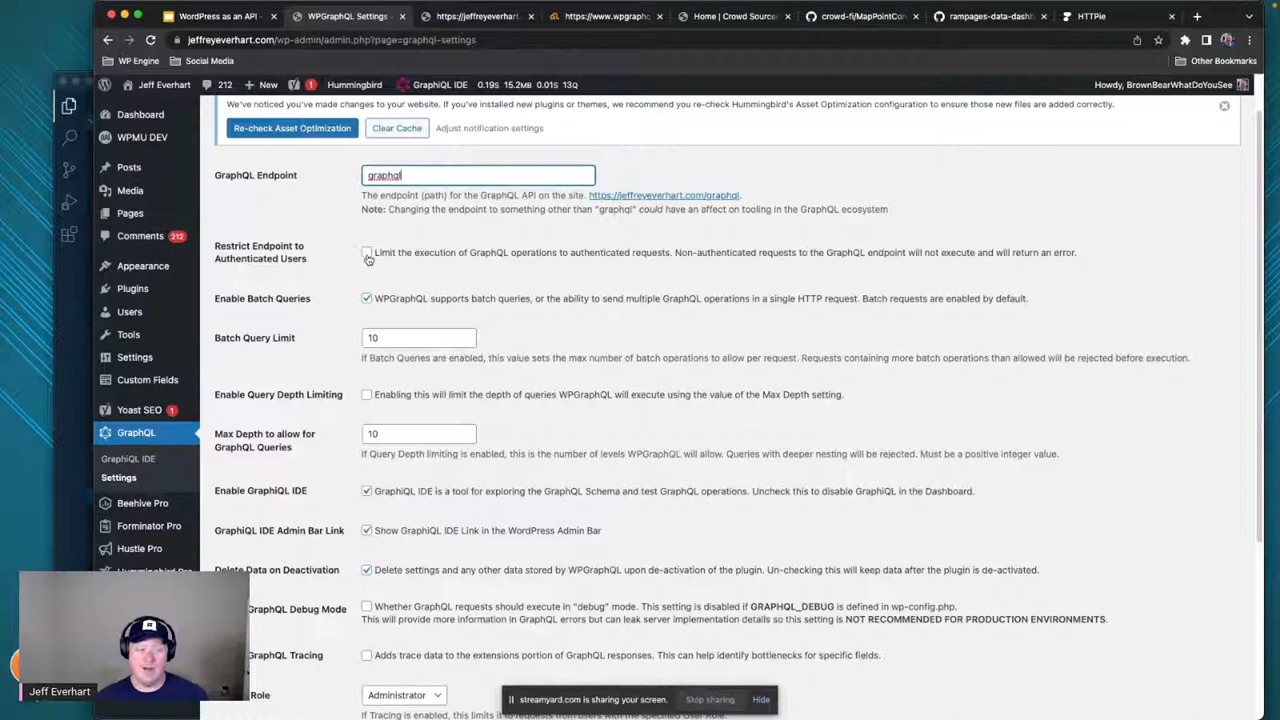 WordPress as an API
WPGraphQL Settings
https://jeffreyeverhart.com/
https://www.wpgraphq
Home | Crowd Source
crowd-fi/MapPointCon
rampages-data-dashb
HTTPie
jeffreyeverhart.com/wp-admin/admin.php?page=graphql-settings
WP Engine
Social Media
Other Bookmarks
Jeff Everhart
212
New
1
Hummingbird
GraphiQL IDE
0.19s 15.2MB 0.01s 13Q
Howdy, BrownBearWhatDoYouSee
We've noticed you've made changes to your website. If you've installed new plugins or themes, we recommend you re-check Hummingbird's Asset Optimization configuration to ensure those new files are added correctly.
Re-check Asset Optimization
Clear Cache
Adjust notification settings
Dashboard
WPMU DEV
Posts
Media
Pages
Comments 212
Appearance
Plugins
Users
Tools
Settings
Custom Fields
Yoast SEO 1
GraphQL
GraphiQL IDE
Settings
Beehive Pro
Forminator Pro
Hustle Pro
GraphQL Endpoint
graphql
The endpoint (path) for the GraphQL API on the site. https://jeffreyeverhart.com/graphql.
Note: Changing the endpoint to something other than "graphql" could have an affect on tooling in the GraphQL ecosystem
Restrict Endpoint to
Authenticated Users
Limit the execution of GraphQL operations to authenticated requests. Non-authenticated requests to the GraphQL endpoint will not execute and will return an error.
Enable Batch Queries
WPGraphQL supports batch queries, or the ability to send multiple GraphQL operations in a single HTTP request. Batch requests are enabled by default.
Batch Query Limit
10
If Batch Queries are enabled, this value sets the max number of batch operations to allow per request. Requests containing more batch operations than allowed will be rejected before execution.
Enable Query Depth Limiting
Enabling this will limit the depth of queries WPGraphQL will execute using the value of the Max Depth setting.
Max Depth to allow for
GraphQL Queries
10
If Query Depth limiting is enabled, this is the number of levels WPGraphQL will allow. Queries with deeper nesting will be rejected. Must be a positive integer value.
Enable GraphiQL IDE
GraphiQL IDE is a tool for exploring the GraphQL Schema and test GraphQL operations. Uncheck this to disable GraphiQL in the Dashboard.
GraphiQL IDE Admin Bar Link
Show GraphiQL IDE Link in the WordPress Admin Bar
Delete Data on Deactivation
Delete settings and any other data stored by WPGraphQL upon de-activation of the plugin. Un-checking this will keep data after the plugin is de-activated.
GraphQL Debug Mode
Whether GraphQL requests should execute in "debug" mode. This setting is disabled if GRAPHQL_DEBUG is defined in wp-config.php.
This will provide more information in GraphQL errors but can leak server implementation details so this setting is NOT RECOMMENDED FOR PRODUCTION ENVIRONMENTS.
GraphQL Tracing
Adds trace data to the extensions portion of GraphQL responses. This can help identify bottlenecks for specific fields.
Role
Administrator
If Tracing is enabled, this limits it to requests from users with the specified User Role.
streamyard.com is sharing your screen.
Stop sharing
Hide
Jeff Everhart